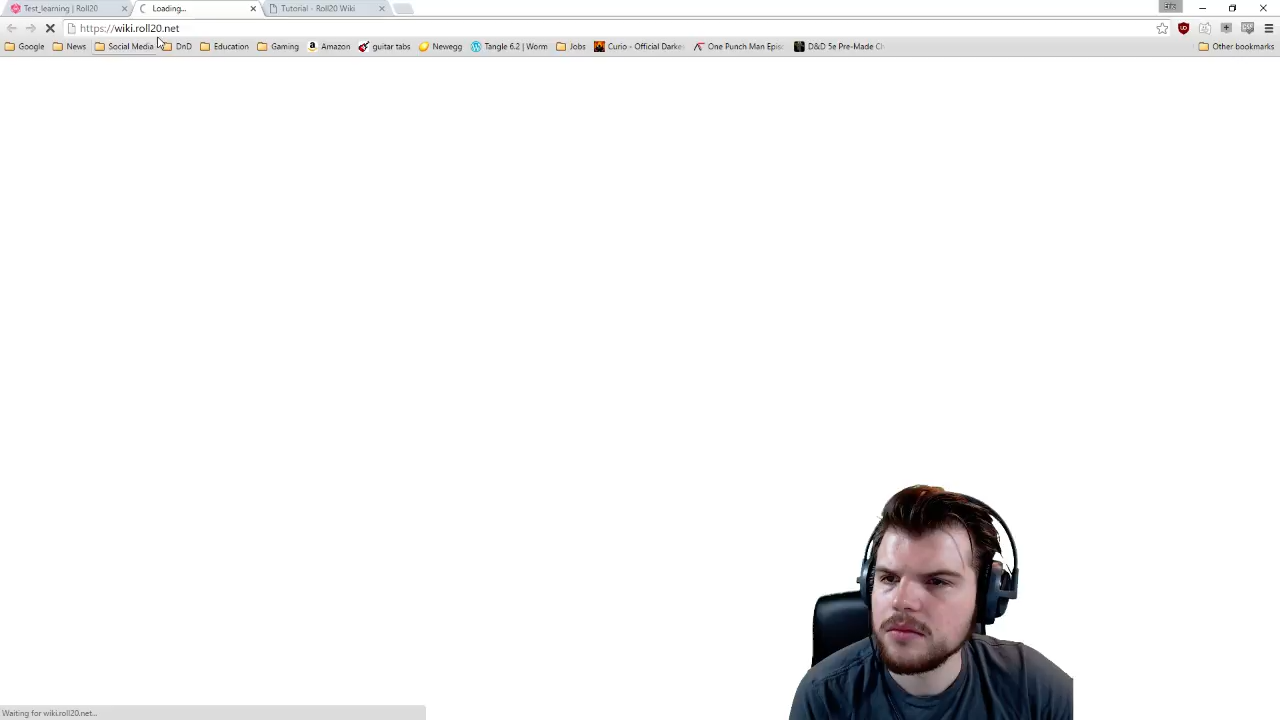 Test_learning | Roll20
Loading...
Tutorial - Roll20 Wiki
https://wiki.roll20.net
Google
News
Social Media
DnD
Education
Gaming
Amazon
guitar tabs
Newegg
Tangle 6.2 | Worm
Jobs
Curio - Official Darke
One Punch Man Epis
D&D 5e Pre-Made Ch
Other bookmarks
Waiting for wiki.roll20.net...